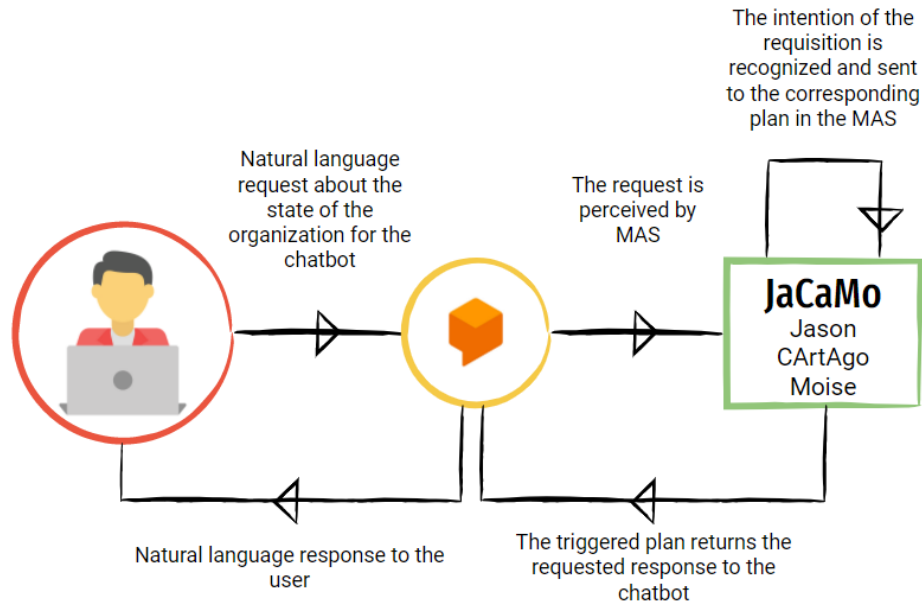 The intention of the
requisition is
recognized and sent
to the corresponding
plan in the MAS
Natural language
request about the
state of the
organization for the
chatbot
The request is
perceived by
MAS
JaCaMo
Jason
CArtAgo
Moise
Natural language response to the
user
The triggered plan returns the
requested response to the
chatbot